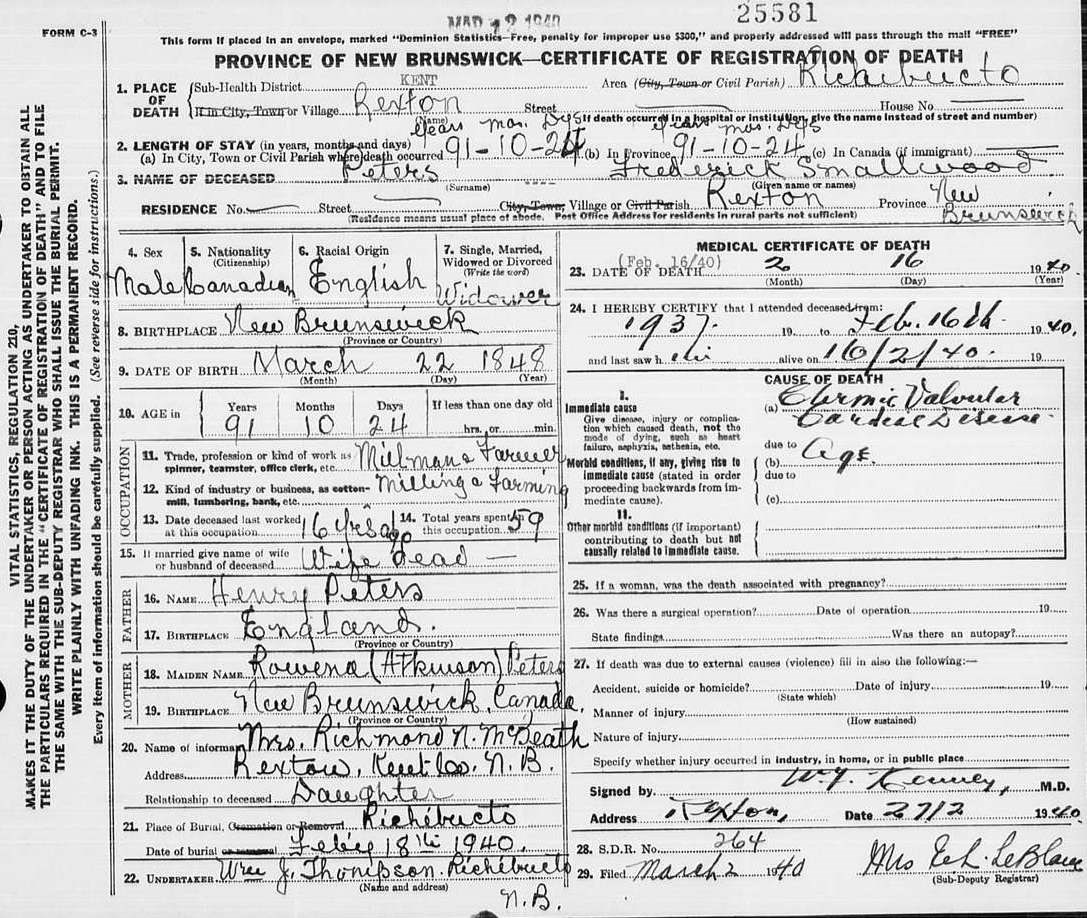 MAR 12 1940
25581
FORM C-3
This form if placed in an envelope, marked "Dominion Statistics—Free, penalty for improper use $300," and properly addressed will pass through the mail "FREE"
PROVINCE OF NEW BRUNSWICK—CERTIFICATE OF REGISTRATION OF DEATH
VITAL STATISTICS, REGULATION 210,
MAKES IT THE DUTY OF THE UNDERTAKER OR PERSON ACTING AS UNDERTAKER TO OBTAIN ALL
THE PARTICULARS REQUIRED IN THE "CERTIFICATE OF REGISTRATION OF DEATH" AND TO FILE
THE SAME WITH THE SUB-DEPUTY REGISTRAR WHO SHALL ISSUE THE BURIAL PERMIT.
WRITE PLAINLY WITH UNFADING INK. THIS IS A PERMANENT RECORD.
Every item of information should be carefully supplied. (See reverse side for instructions.)
1. PLACE OF DEATH Sub-Health District KENT Area (City, Town or Civil Parish) Richibucto
If in City, Town or Village Rexton Street House No
(Name) If death occurred in a hospital or institution, give the name instead of street and number)
Years mos. Dys Years mos. Dys
2. LENGTH OF STAY (in years, months and days)
(a) In City, Town or Civil Parish where death occurred 91-10-24 (b) In Province 91-10-24 (c) In Canada (if immigrant)
3. NAME OF DECEASED Peters Frederick Smallwood
(Surname) (Given name or names)
RESIDENCE No. Street City, Town, Village or Civil Parish Rexton Province New Brunswick
(Residence means usual place of abode. Post Office Address for residents in rural parts not sufficient)
4. Sex 5. Nationality 6. Racial Origin 7. Single, Married,
(Citizenship) Widowed or Divorced
(Write the word)
Male Canadian English Widower
8. BIRTHPLACE New Brunswick
(Province or Country)
9. DATE OF BIRTH March 22 1848
(Month) (Day) (Year)
10. AGE in Years Months Days If less than one day old
91 10 24 hrs. or min.
OCCUPATION
11. Trade, profession or kind of work as Millman & Farmer
spinner, teamster, office clerk, etc.
12. Kind of industry or business, as cotton- Milling & Farming
mill, lumbering, bank, etc.
13. Date deceased last worked at this occupation 16 yrs ago 14. Total years spent in this occupation 59
15. If married give name of wife or husband of deceased Wife dead
FATHER
16. NAME Henry Peters
17. BIRTHPLACE England.
(Province or Country)
MOTHER
18. MAIDEN NAME Rowena (Atkinson) Peters
19. BIRTHPLACE New Brunswick, Canada.
(Province or Country)
20. Name of informant Mrs. Richmond N. McBeath
Address Rexton, Kent Co. N. B.
Relationship to deceased Daughter
21. Place of Burial, Cremation or Removal Richibucto
Date of burial or removal Feby 18th 1940.
22. UNDERTAKER Wm J. Thompson. Richibucto
(Name and address)
N. B.
MEDICAL CERTIFICATE OF DEATH
(Feb. 16/40)
23. DATE OF DEATH 2 16 1940.
(Month) (Day) (Year)
24. I HEREBY CERTIFY that I attended deceased from:
1937. 19 to Feb. 16th 1940,
and last saw him alive on 16/2/40. 19
CAUSE OF DEATH
I.
Immediate cause
Give disease, injury or complication which caused death, not the mode of dying, such as heart failure, asphyxia, asthenia, etc.
(a) Chronic Valvular
Cardiac Disease
due to
Morbid conditions, if any, giving rise to immediate cause (stated in order proceeding backwards from immediate cause).
(b) Age.
due to
(c)
II.
Other morbid conditions (if important) contributing to death but not causally related to immediate cause.
25. If a woman, was the death associated with pregnancy?
26. Was there a surgical operation? Date of operation 19
State findings Was there an autopsy?
27. If death was due to external causes (violence) fill in also the following:—
Accident, suicide or homicide? Date of injury 19
(State which)
Manner of injury
(How sustained)
Nature of injury
Specify whether injury occurred in industry, in home, or in public place
Signed by M.D.
Address Rexton, Date 27/2 1940.
28. S.D.R. No. 264
29. Filed March 2 1940 Mrs E. L. LeBlanc
(Sub-Deputy Registrar)